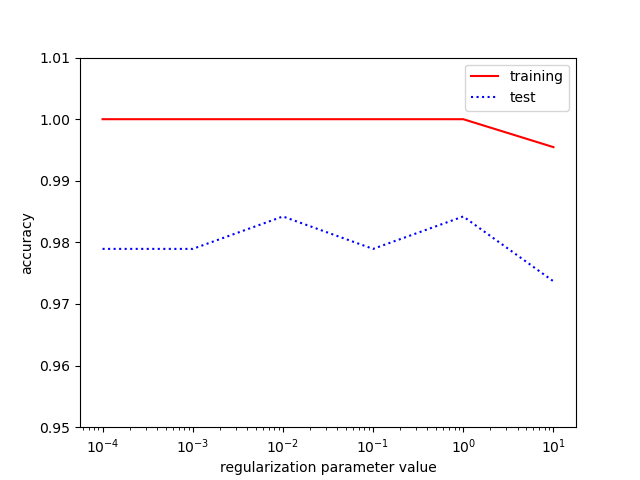 1.01
1.00
0.99
0.98
0.97
0.96
0.95
accuracy
training
test
10⁻⁴ 10⁻³ 10⁻² 10⁻¹ 10⁰ 10¹
regularization parameter value